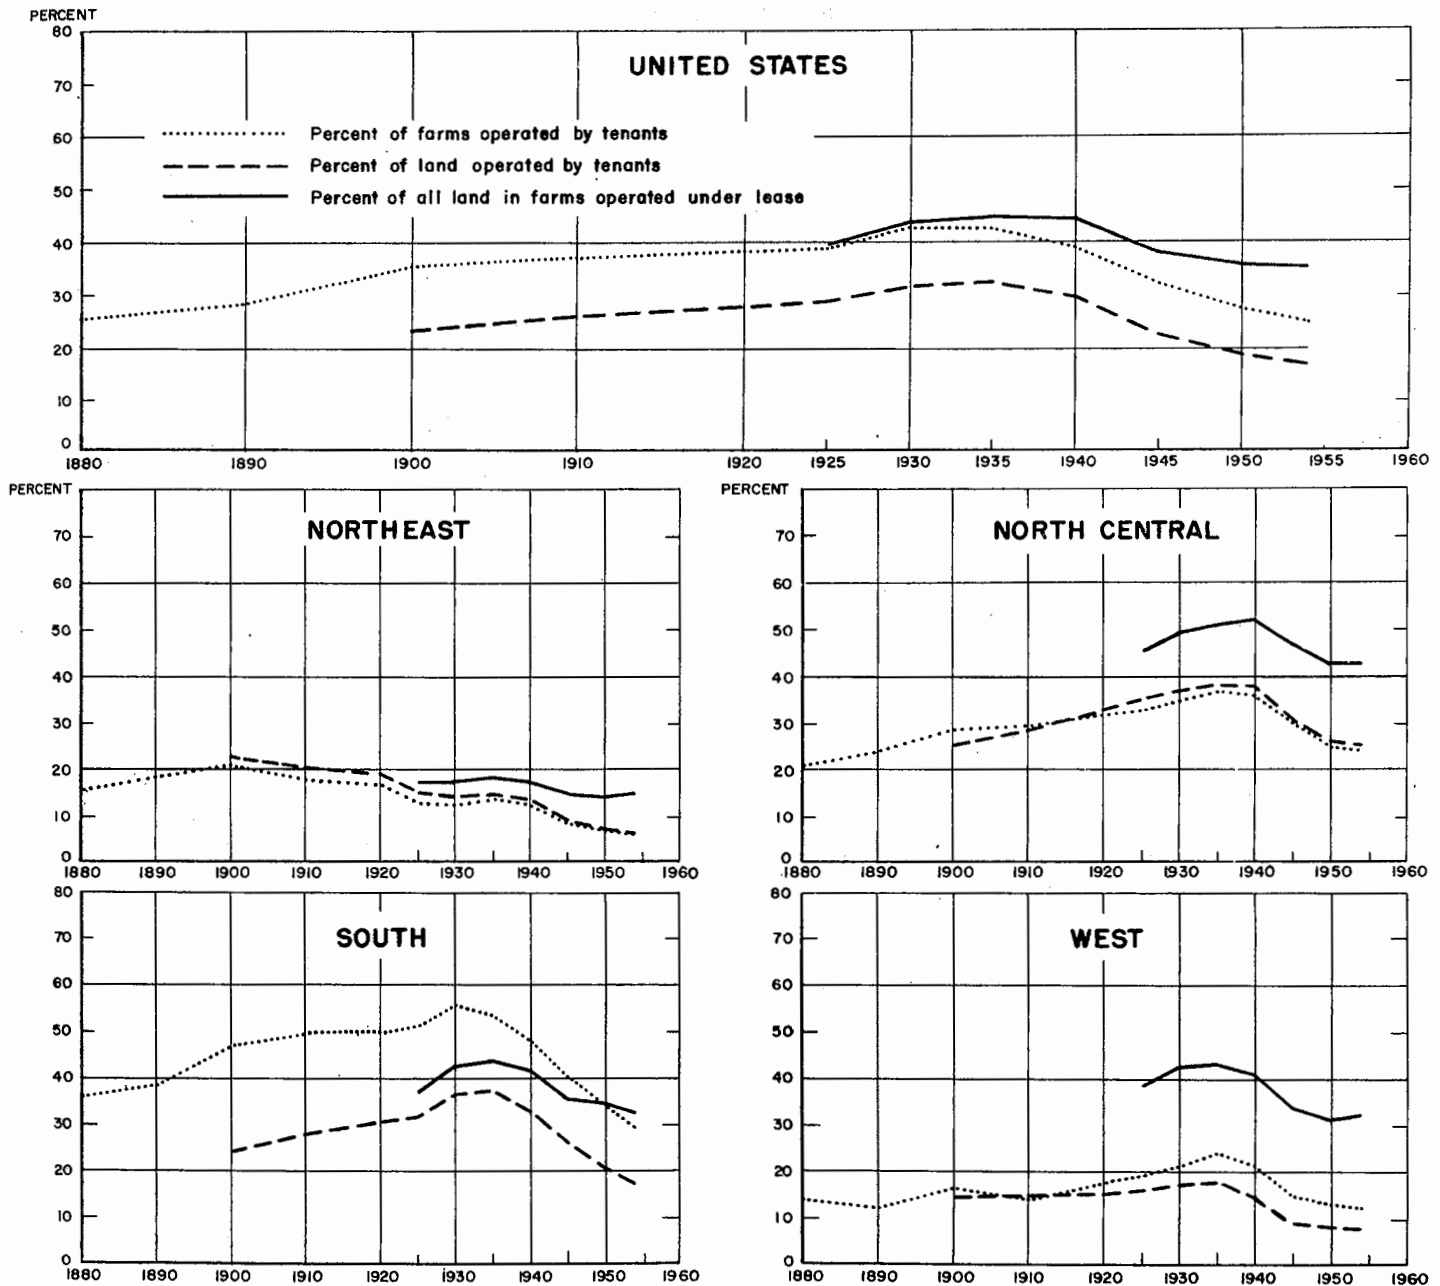 PERCENT
80
UNITED STATES
70
Percent of farms operated by tenants
60
Percent of land operated by tenants
50
Percent of all land in farms operated under lease
40
30
20
10
0
1880 1890 1900 1910 1920 1925 1930 1935 1940 1945 1950 1955 1960
PERCENT
NORTHEAST
70
60
50
40
30
20
10
0
1880 1890 1900 1910 1920 1930 1940 1950 1960
PERCENT
NORTH CENTRAL
70
60
50
40
30
20
10
0
1880 1890 1900 1910 1920 1930 1940 1950 1960
80
SOUTH
70
60
50
40
30
20
10
0
1880 1890 1900 1910 1920 1930 1940 1950 1960
80
WEST
70
60
50
40
30
20
10
0
1880 1890 1900 1910 1920 1930 1940 1950 1960